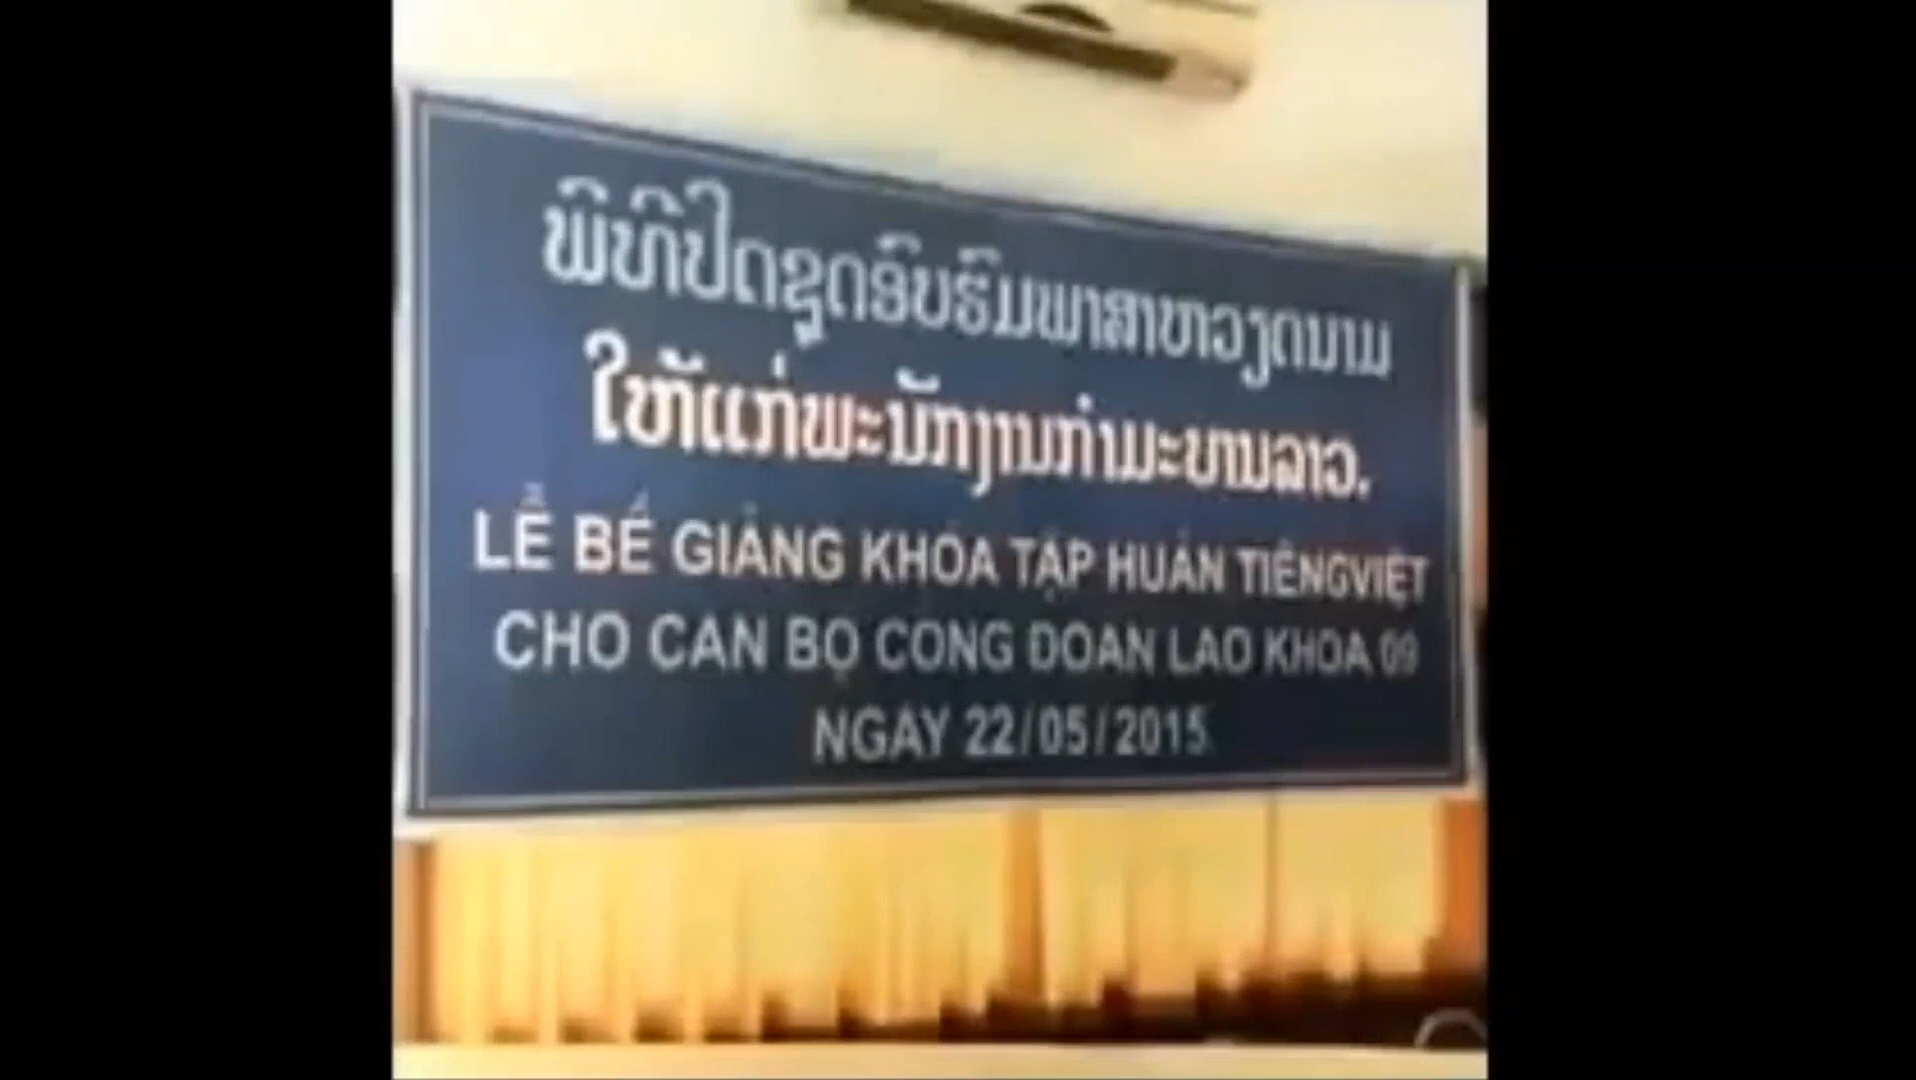 ພິທີປິດຊຸດອົບຮົມພາສາຫວຽດນາມ
ໃຫ້ແກ່ພະນັກງານກຳມະບານລາວ.
LỄ BẾ GIẢNG KHÓA TẬP HUẤN TIẾNGVIỆT
CHO CÁN BỘ CÔNG ĐOÀN LÀO KHÓA 09
NGÀY 22/05/2015